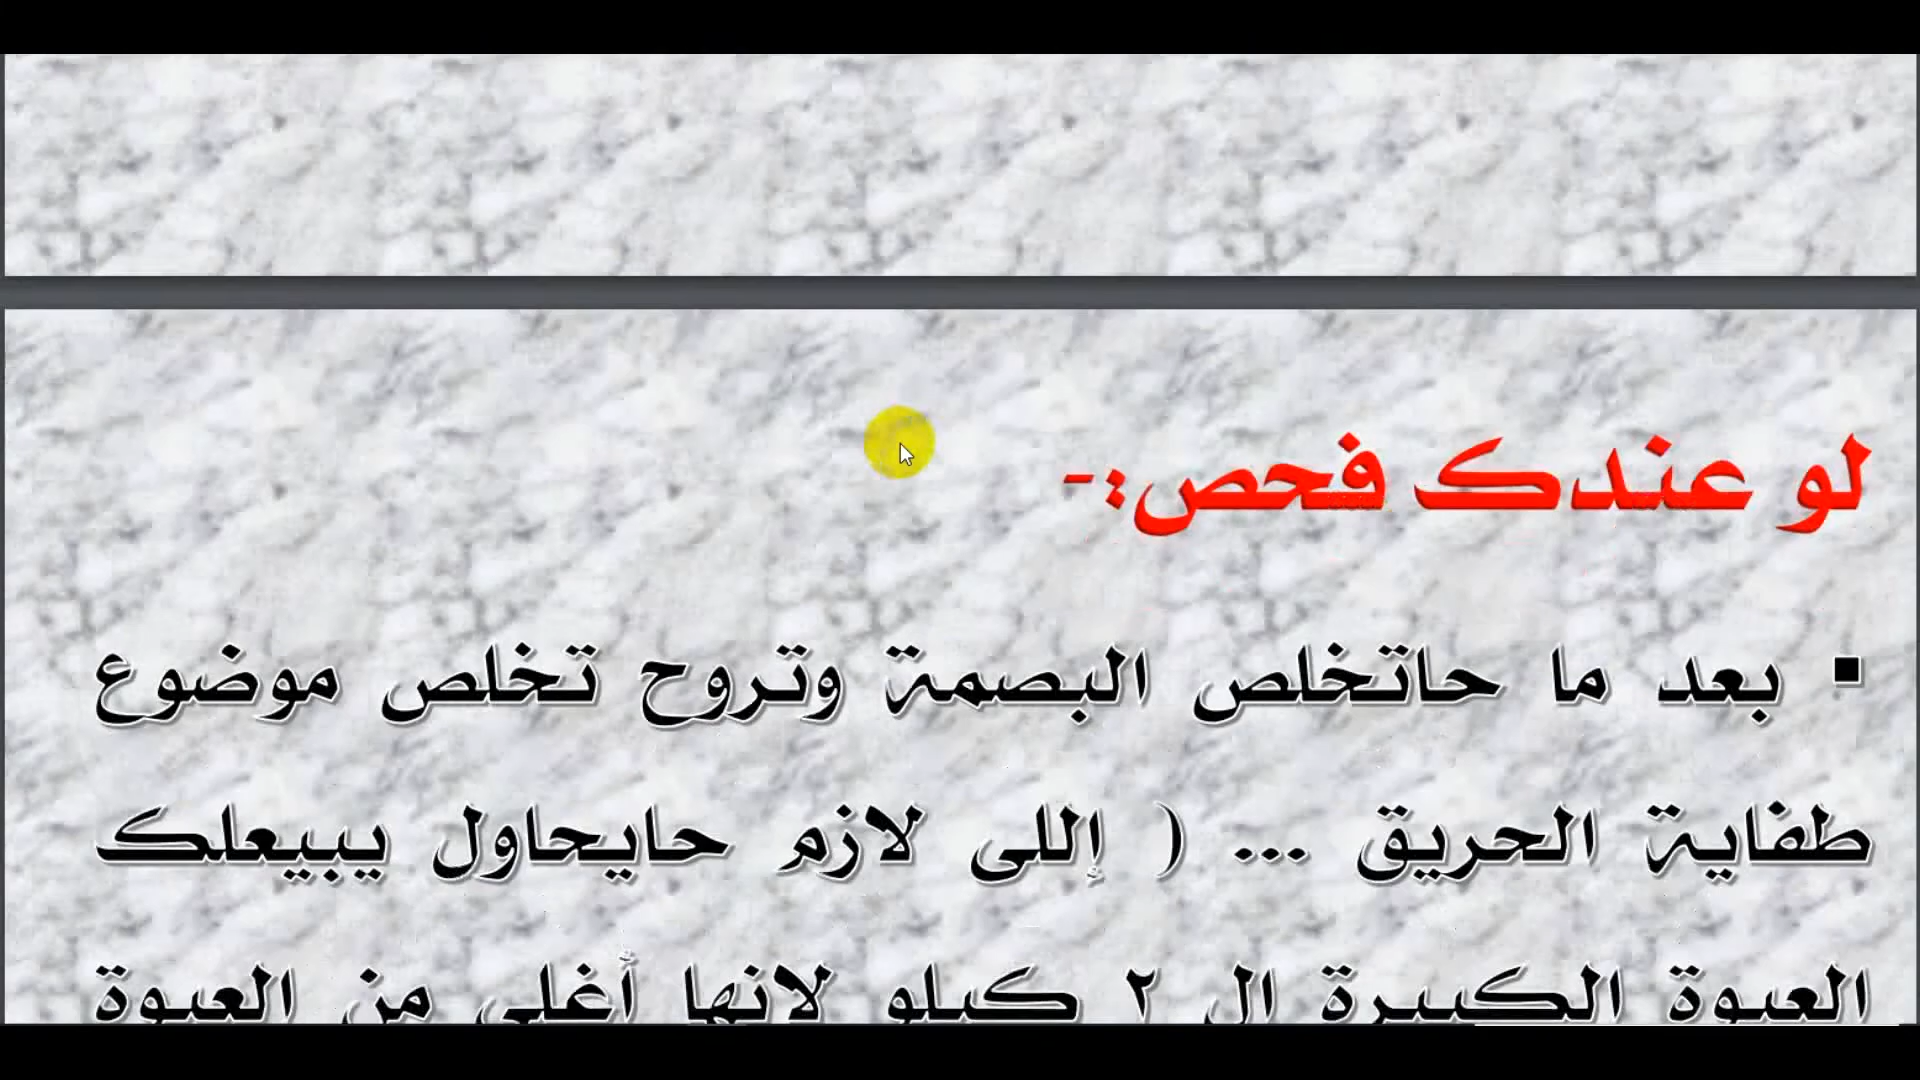 لو عندك فحص:-
▪ بعد ما حاتخلص البصمة وتروح تخلص موضوع
طفاية الحريق ... ( إللى لازم حايحاول يبيعلك
العبوة الكبيرة ال ٢ كيلو لانها أغلى من العبوة